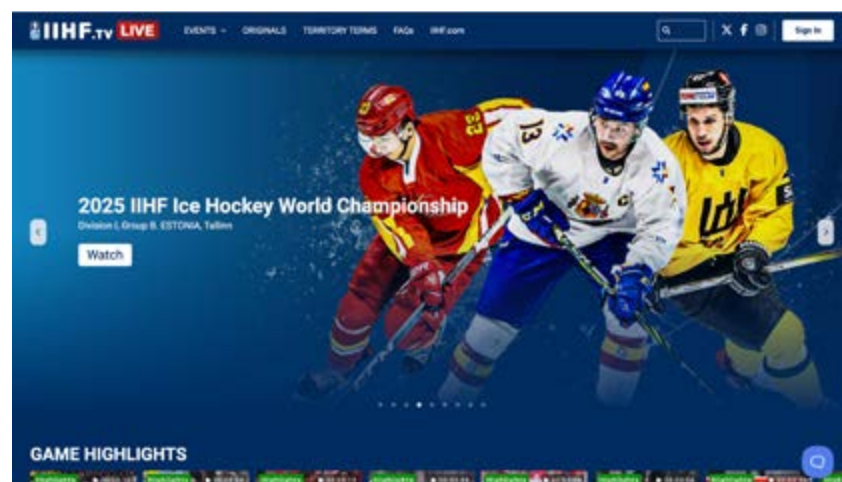 IIHF.TV LIVE
EVENTS
ORIGINALS
TERRITORY TERMS
FAQs
IIHF.com
X f
Sign In
13
2025 IIHF Ice Hockey World Championship
Division I, Group B. ESTONIA, Tallinn
Watch
GAME HIGHLIGHTS